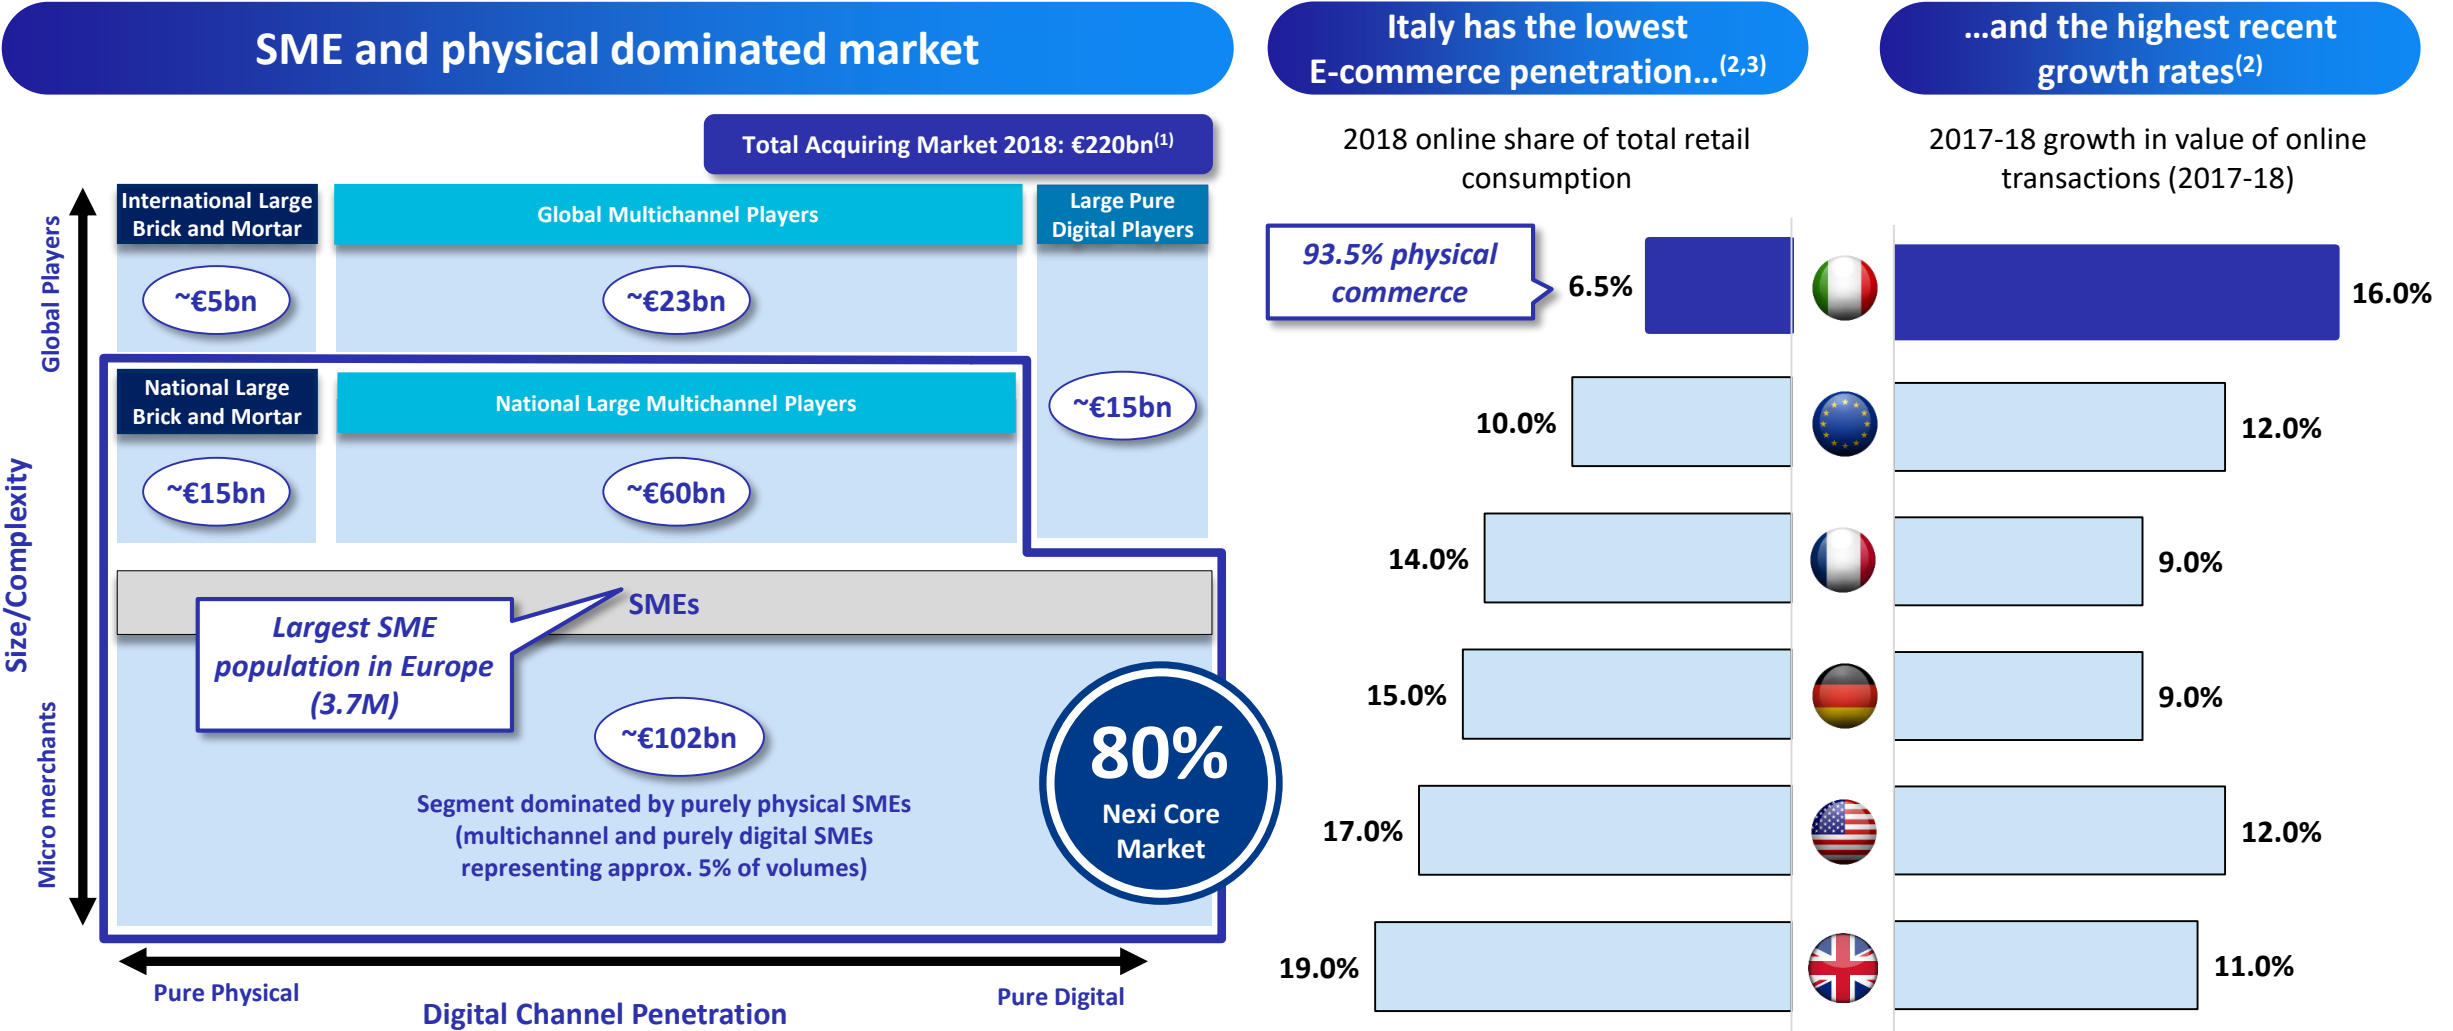 SME and physical dominated market
Total Acquiring Market 2018: €220bn(1)
International Large
Brick and Mortar
Global Multichannel Players
Large Pure
Digital Players
~€5bn
~€23bn
~€15bn
National Large
Brick and Mortar
National Large Multichannel Players
~€15bn
~€60bn
SMEs
Largest SME
population in Europe
(3.7M)
~€102bn
Segment dominated by purely physical SMEs
(multichannel and purely digital SMEs
representing approx. 5% of volumes)
80%
Nexi Core
Market
Global Players
Size/Complexity
Micro merchants
Pure Physical
Digital Channel Penetration
Pure Digital
Italy has the lowest
E-commerce penetration...(2,3)
2018 online share of total retail
consumption
93.5% physical
commerce
6.5%
10.0%
14.0%
15.0%
17.0%
19.0%
...and the highest recent
growth rates(2)
2017-18 growth in value of online
transactions (2017-18)
16.0%
12.0%
9.0%
9.0%
12.0%
11.0%